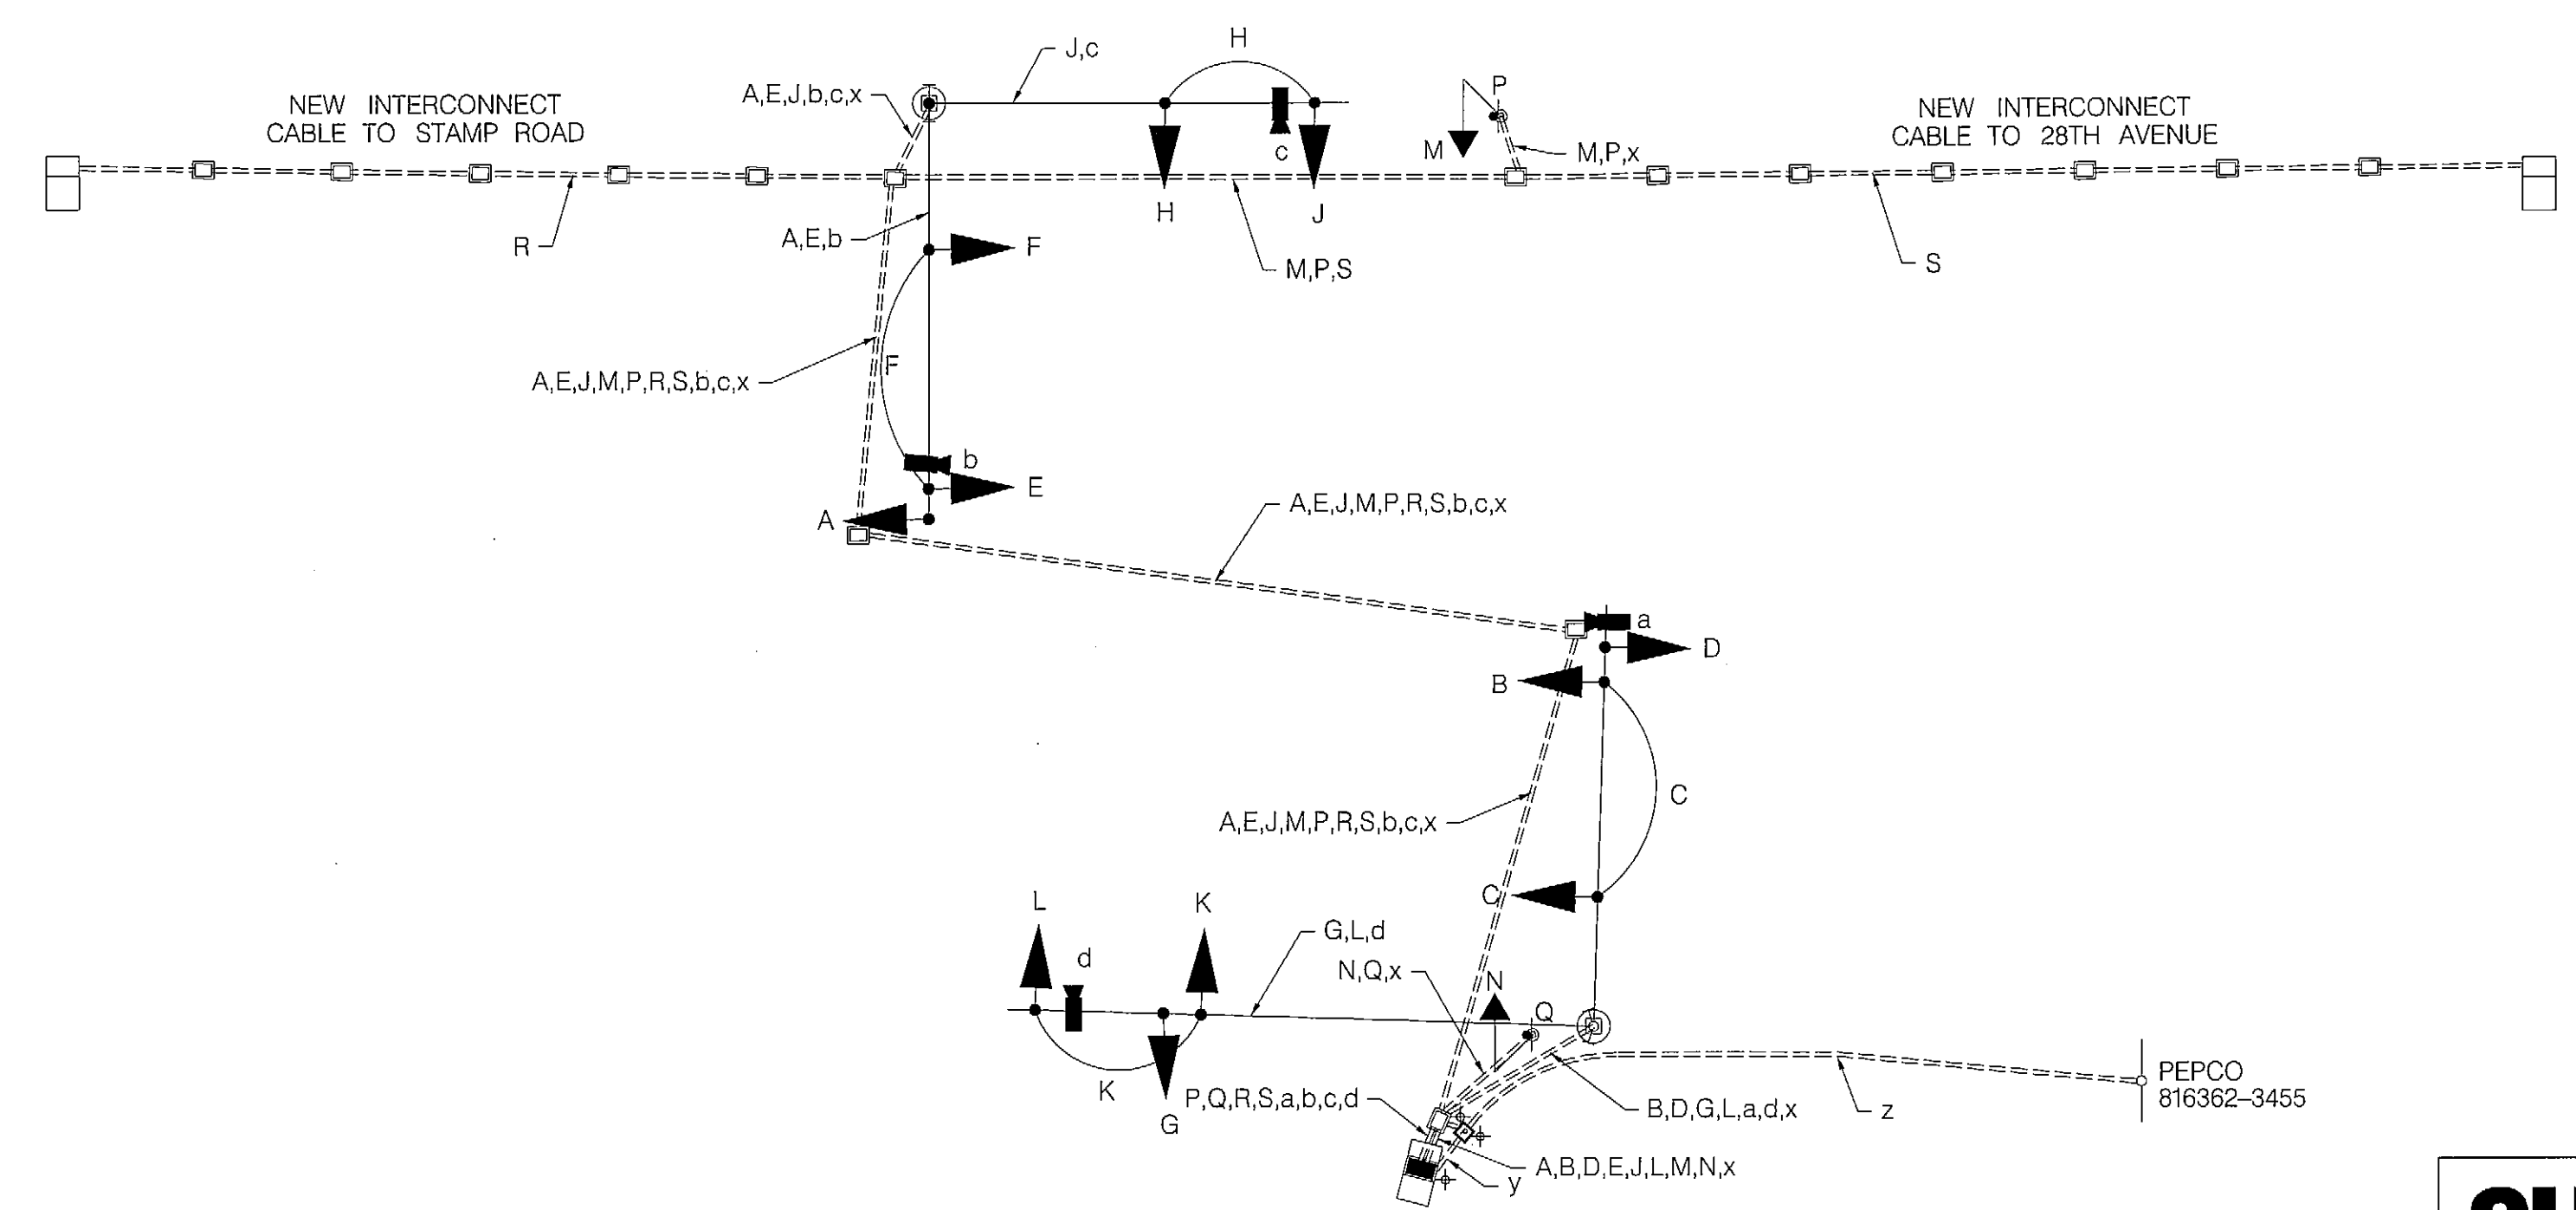 H
J,c
A,E,J,b,c,x
P
NEW INTERCONNECT
CABLE TO STAMP ROAD
NEW INTERCONNECT
CABLE TO 28TH AVENUE
c
M
M,P,x
H
J
A,E,b
R
F
M,P,S
S
F
A,E,J,M,P,R,S,b,c,x
b
E
A
A,E,J,M,P,R,S,b,c,x
a
D
B
C
A,E,J,M,P,R,S,b,c,x
C
L
K
G,L,d
d
N,Q,x
N
Q
PEPCO
816362-3455
K
P,Q,R,S,a,b,c,d
G
B,D,G,L,a,d,x
z
A,B,D,E,J,L,M,N,x
y